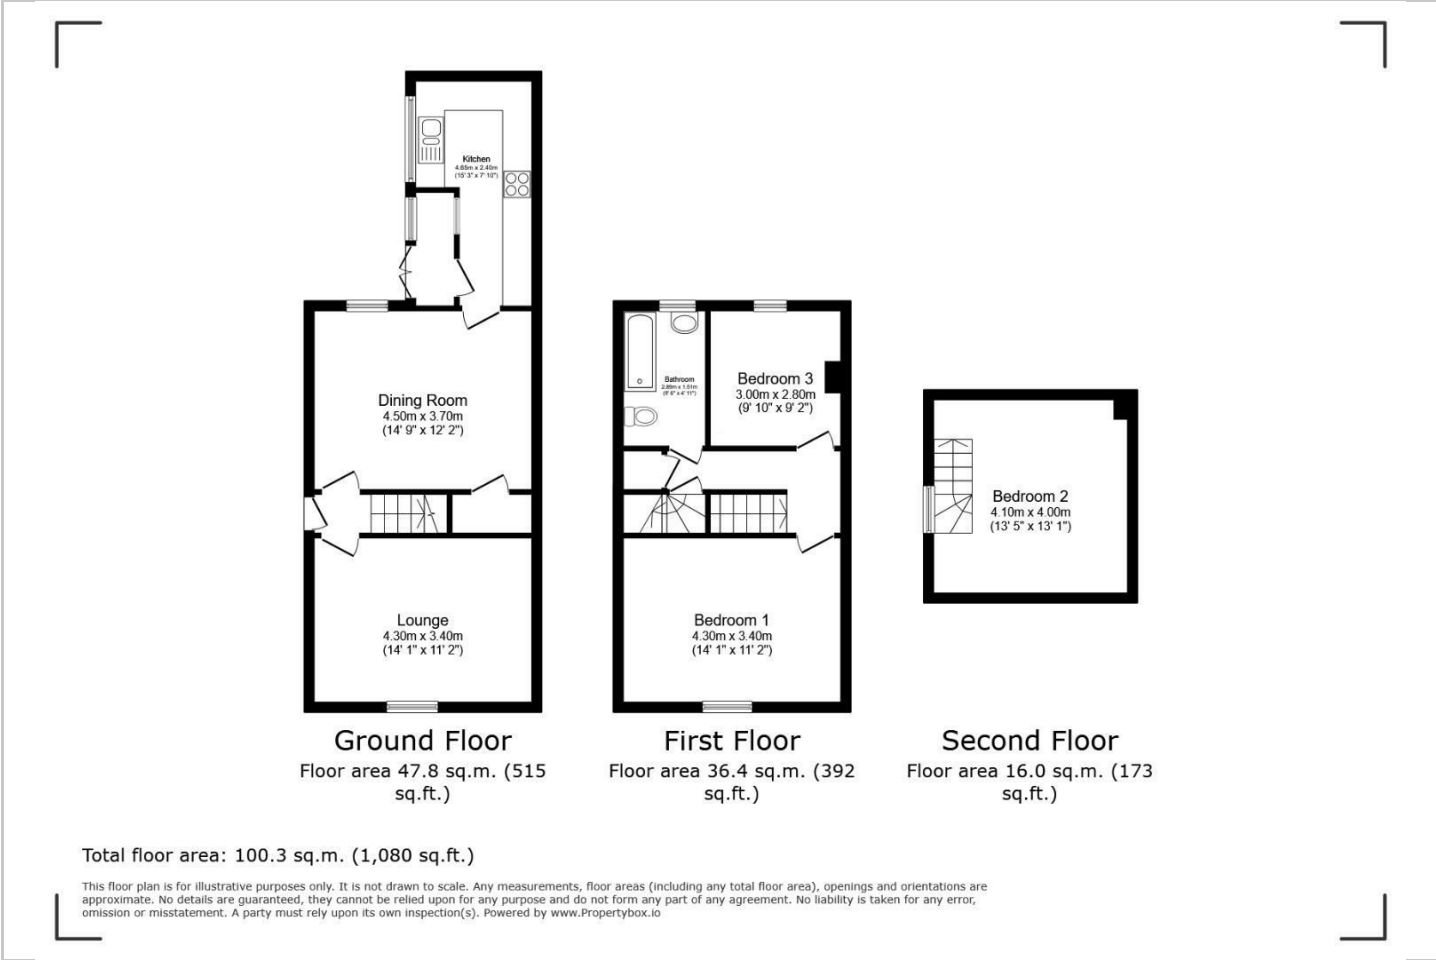 Kitchen
4.65m x 2.40m
(15' 3" x 7' 10")
Dining Room
4.50m x 3.70m
(14' 9" x 12' 2")
Lounge
4.30m x 3.40m
(14' 1" x 11' 2")
Ground Floor
Floor area 47.8 sq.m. (515
sq.ft.)
Bathroom
(8' 6" x 4' 11")
Bedroom 3
3.00m x 2.80m
(9' 10" x 9' 2")
Bedroom 1
4.30m x 3.40m
(14' 1" x 11' 2")
First Floor
Floor area 36.4 sq.m. (392
sq.ft.)
Bedroom 2
4.10m x 4.00m
(13' 5" x 13' 1")
Second Floor
Floor area 16.0 sq.m. (173
sq.ft.)
Total floor area: 100.3 sq.m. (1,080 sq.ft.)
This floor plan is for illustrative purposes only. It is not drawn to scale. Any measurements, floor areas (including any total floor area), openings and orientations are
approximate. No details are guaranteed, they cannot be relied upon for any purpose and do not form any part of any agreement. No liability is taken for any error,
omission or misstatement. A party must rely upon its own inspection(s). Powered by www.Propertybox.io